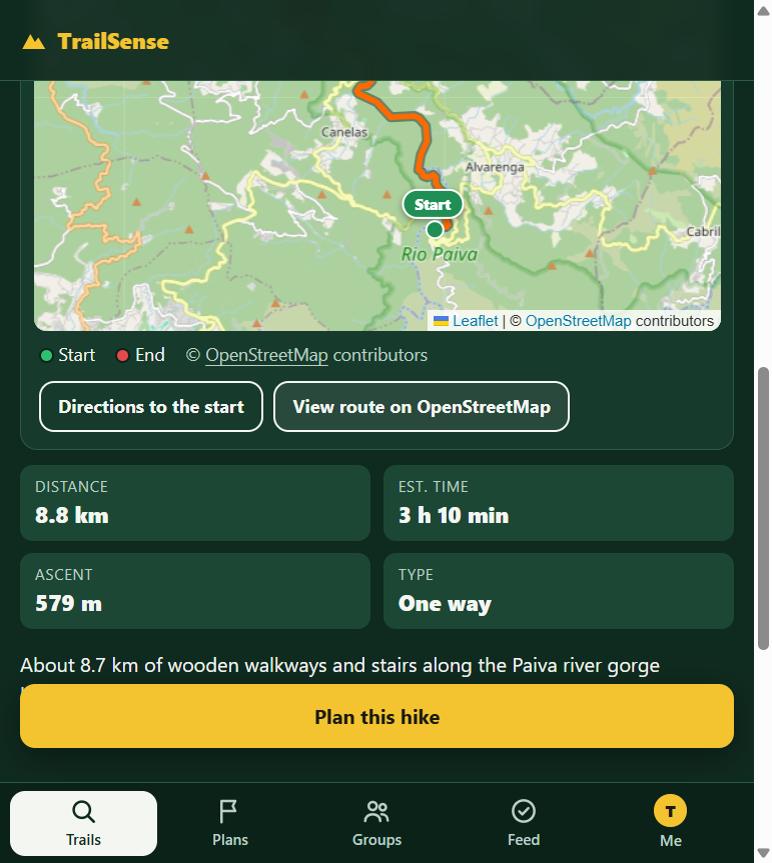 TrailSense
Canelas
Alvarenga
Start
Cabril
Rio Paiva
Leaflet | © OpenStreetMap contributors
Start End © OpenStreetMap contributors
Directions to the start View route on OpenStreetMap
DISTANCE EST. TIME
8.8 km 3 h 10 min
ASCENT TYPE
579 m One way
About 8.7 km of wooden walkways and stairs along the Paiva river gorge
Plan this hike
T
Trails Plans Groups Feed Me